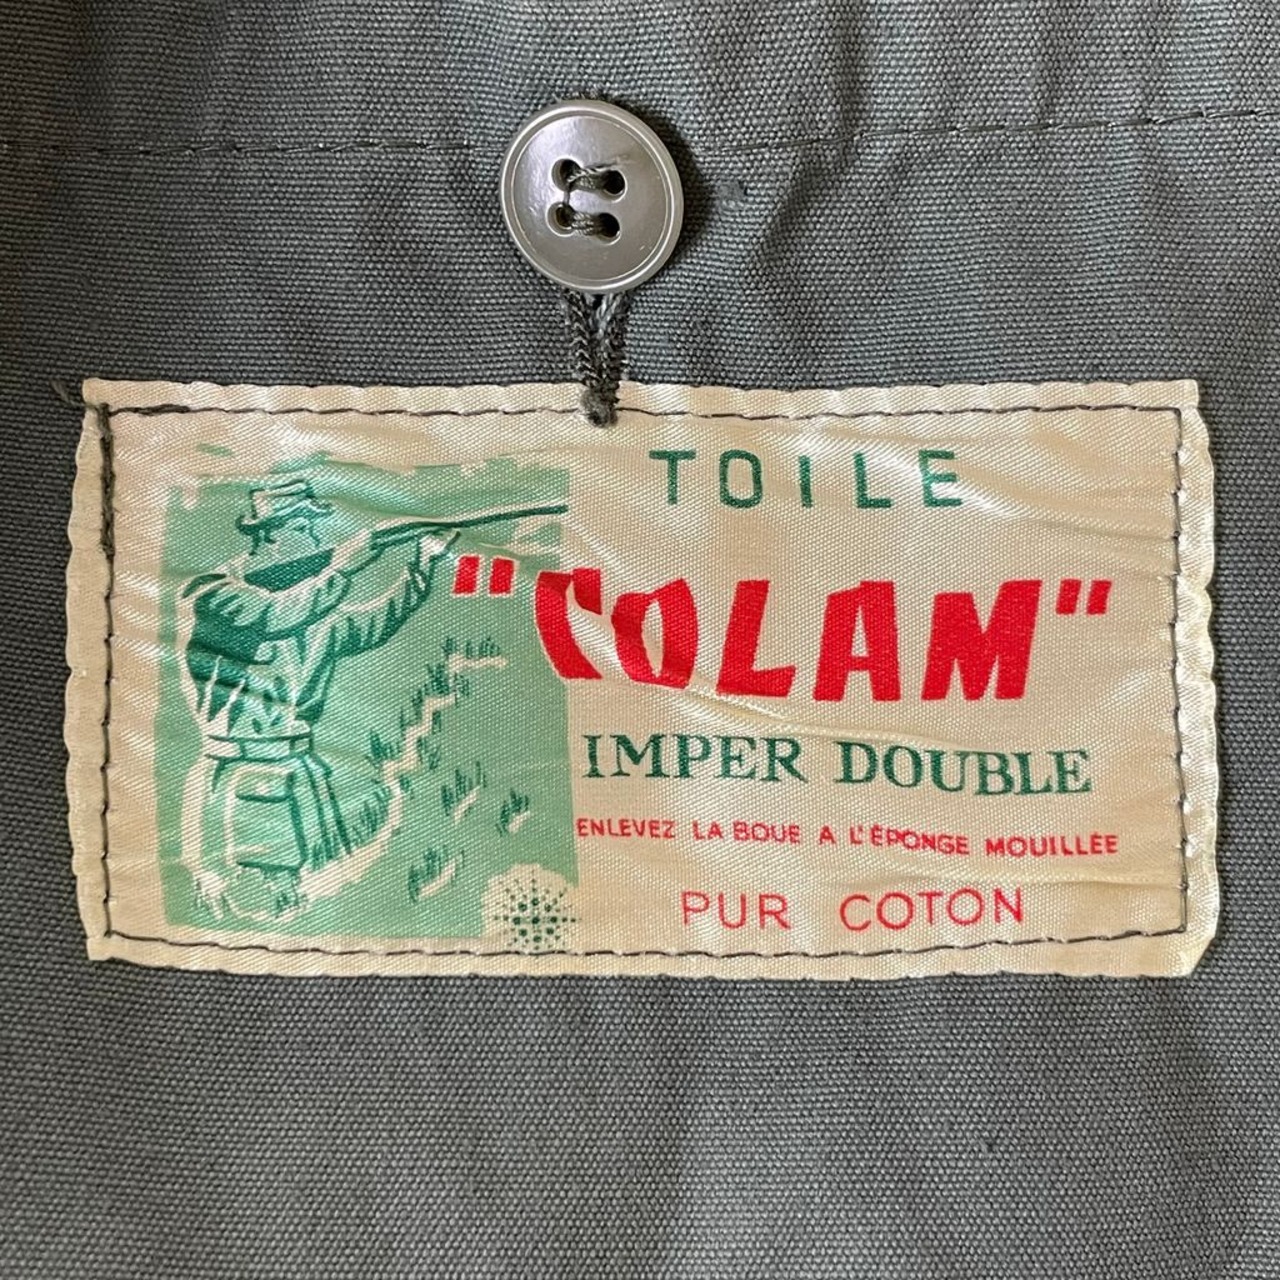 TOILE
"COLAM"
IMPER DOUBLE
ENLEVEZ LA BOUE A L'ÉPONGE MOUILLÉE
PUR COTON